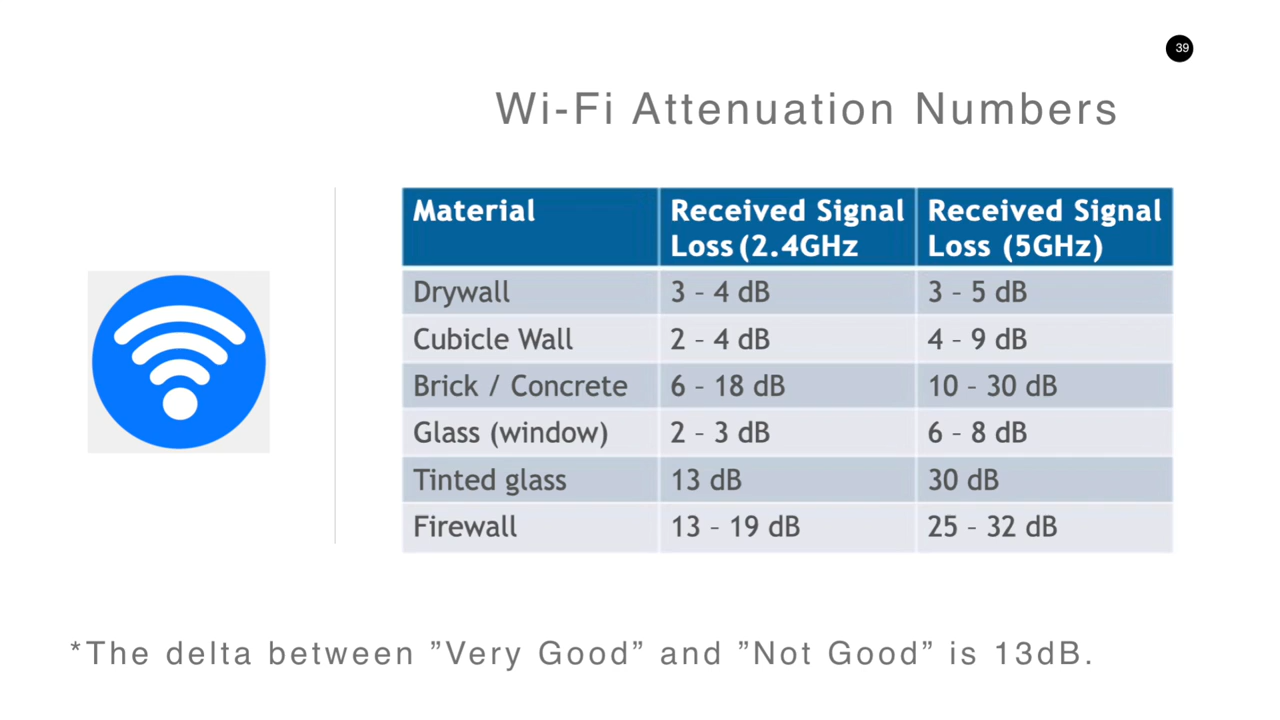 39
Wi-Fi Attenuation Numbers
Material Received Signal Loss (2.4GHz Received Signal Loss (5GHz)
Drywall 3 – 4 dB 3 – 5 dB
Cubicle Wall 2 – 4 dB 4 – 9 dB
Brick / Concrete 6 – 18 dB 10 – 30 dB
Glass (window) 2 – 3 dB 6 – 8 dB
Tinted glass 13 dB 30 dB
Firewall 13 – 19 dB 25 – 32 dB
*The delta between ”Very Good” and ”Not Good” is 13dB.